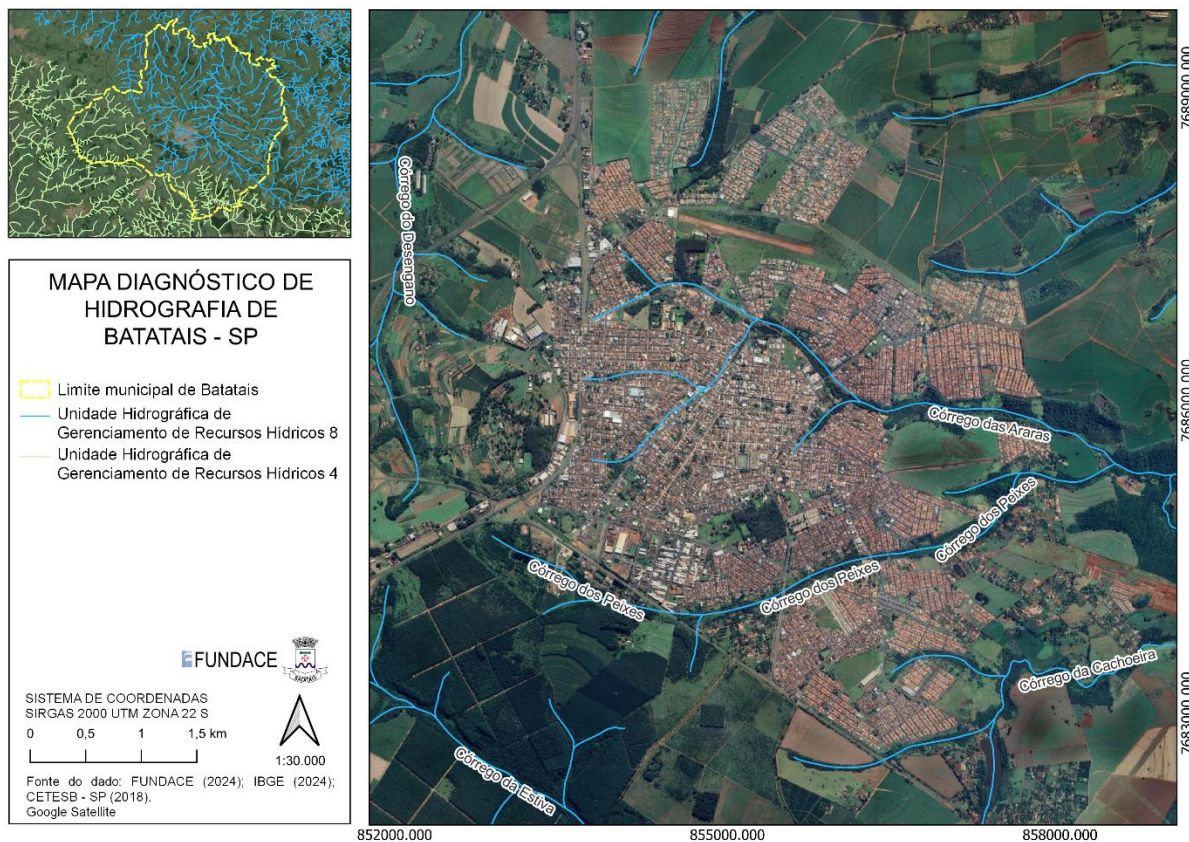 MAPA DIAGNÓSTICO DE
HIDROGRAFIA DE
BATATAIS - SP
Limite municipal de Batatais
Unidade Hidrográfica de
Gerenciamento de Recursos Hídricos 8
Unidade Hidrográfica de
Gerenciamento de Recursos Hídricos 4
FUNDACE
BATATAIS
SISTEMA DE COORDENADAS
SIRGAS 2000 UTM ZONA 22 S
0 0,5 1 1,5 km
1:30.000
Fonte do dado: FUNDACE (2024); IBGE (2024);
CETESB - SP (2018).
Google Satellite
Córrego do Desengano
Córrego das Araras
Córrego dos Peixes
Córrego dos Peixes
Córrego dos Peixes
Córrego da Cachoeira
Córrego da Estiva
7689000.000
7686000.000
7683000.000
852000.000
855000.000
858000.000